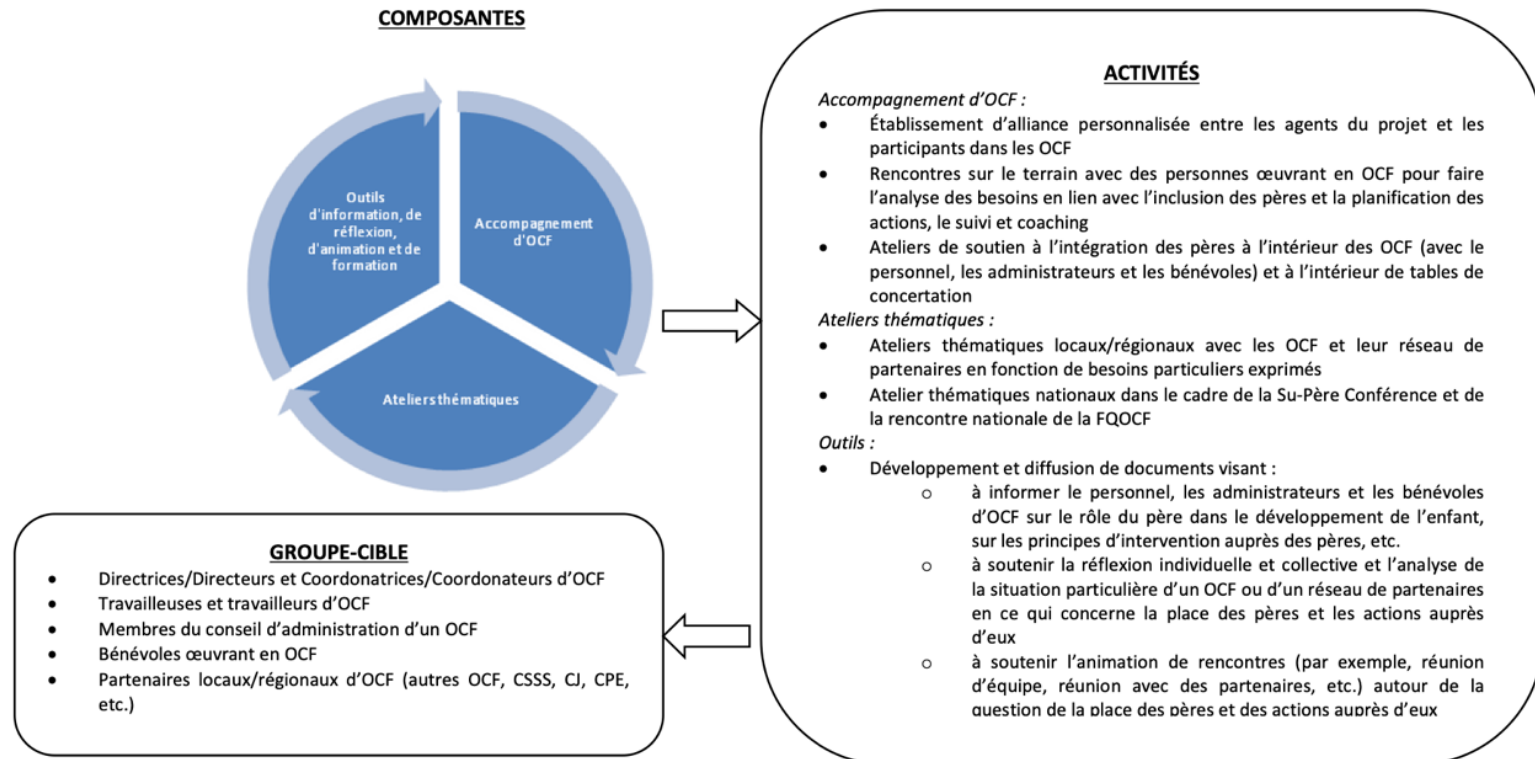 COMPOSANTES
Outils
d'information, de
réflexion,
d'animation et de
formation
Accompagnement
d'OCF
Ateliers thématiques
ACTIVITÉS
Accompagnement d'OCF :
• Établissement d'alliance personnalisée entre les agents du projet et les
participants dans les OCF
• Rencontres sur le terrain avec des personnes œuvrant en OCF pour faire
l'analyse des besoins en lien avec l'inclusion des pères et la planification des
actions, le suivi et coaching
• Ateliers de soutien à l'intégration des pères à l'intérieur des OCF (avec le
personnel, les administrateurs et les bénévoles) et à l'intérieur de tables de
concertation
Ateliers thématiques :
• Ateliers thématiques locaux/régionaux avec les OCF et leur réseau de
partenaires en fonction de besoins particuliers exprimés
• Atelier thématiques nationaux dans le cadre de la Su-Père Conférence et de
la rencontre nationale de la FQOCF
Outils :
• Développement et diffusion de documents visant :
o à informer le personnel, les administrateurs et les bénévoles
d'OCF sur le rôle du père dans le développement de l'enfant,
sur les principes d'intervention auprès des pères, etc.
o à soutenir la réflexion individuelle et collective et l'analyse de
la situation particulière d'un OCF ou d'un réseau de partenaires
en ce qui concerne la place des pères et les actions auprès
d'eux
o à soutenir l'animation de rencontres (par exemple, réunion
d'équipe, réunion avec des partenaires, etc.) autour de la
question de la place des pères et des actions auprès d'eux
GROUPE-CIBLE
• Directrices/Directeurs et Coordonatrices/Coordonateurs d'OCF
• Travailleuses et travailleurs d'OCF
• Membres du conseil d'administration d'un OCF
• Bénévoles œuvrant en OCF
• Partenaires locaux/régionaux d'OCF (autres OCF, CSSS, CJ, CPE,
etc.)